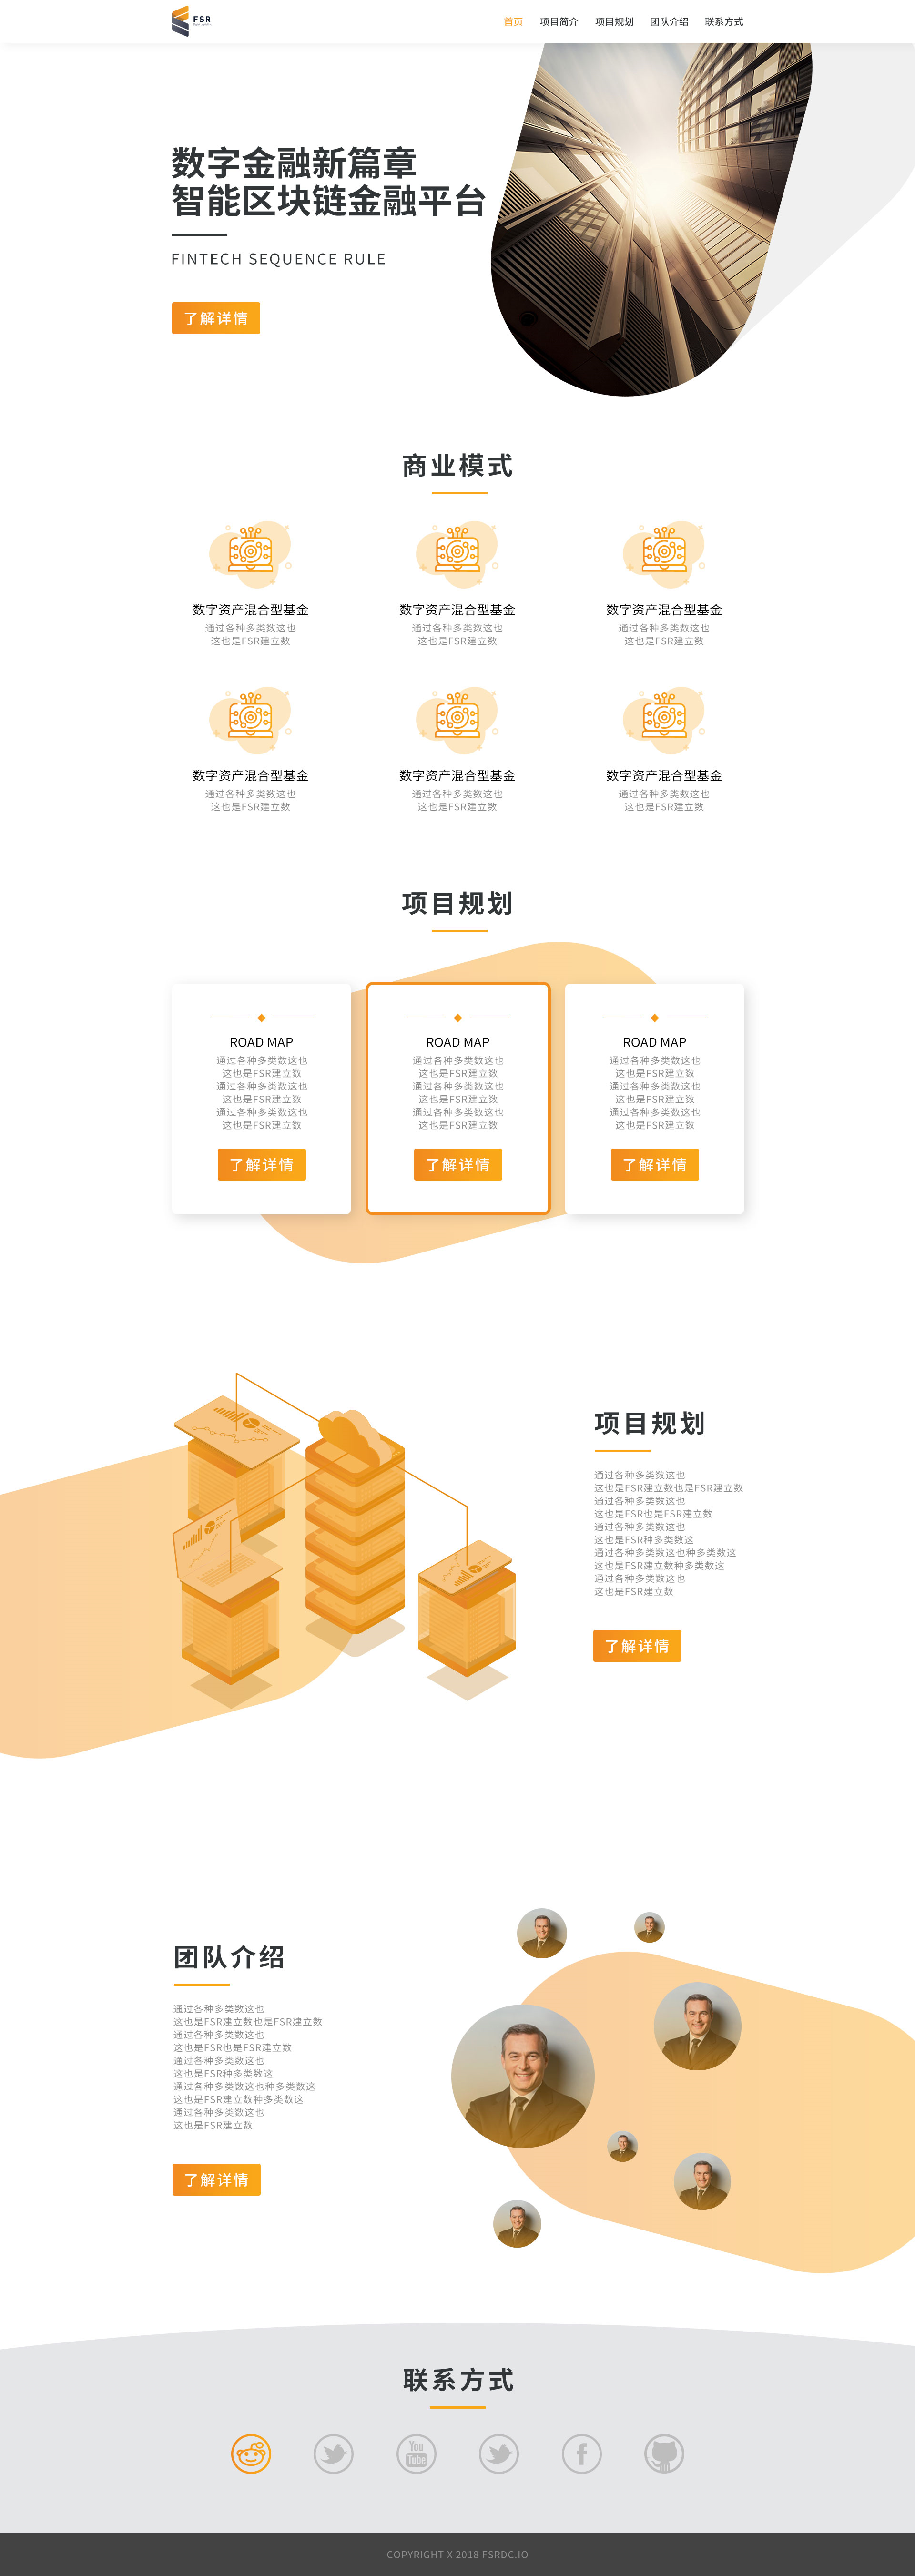 FSR
首页 项目简介 项目规划 团队介绍 联系方式
数字金融新篇章
智能区块链金融平台
FINTECH SEQUENCE RULE
了解详情
商业模式
数字资产混合型基金 数字资产混合型基金 数字资产混合型基金
通过各种多类数这也 通过各种多类数这也 通过各种多类数这也
这也是FSR建立数 这也是FSR建立数 这也是FSR建立数
数字资产混合型基金 数字资产混合型基金 数字资产混合型基金
通过各种多类数这也 通过各种多类数这也 通过各种多类数这也
这也是FSR建立数 这也是FSR建立数 这也是FSR建立数
项目规划
ROAD MAP
通过各种多类数这也
这也是FSR建立数
通过各种多类数这也
这也是FSR建立数
通过各种多类数这也
这也是FSR建立数
了解详情
ROAD MAP
通过各种多类数这也
这也是FSR建立数
通过各种多类数这也
这也是FSR建立数
通过各种多类数这也
这也是FSR建立数
了解详情
ROAD MAP
通过各种多类数这也
这也是FSR建立数
通过各种多类数这也
这也是FSR建立数
通过各种多类数这也
这也是FSR建立数
了解详情
项目规划
通过各种多类数这也
这也是FSR建立数也是FSR建立数
通过各种多类数这也
这也是FSR也是FSR建立数
通过各种多类数这也
这也是FSR种多类数这
通过各种多类数这也种多类数这
这也是FSR建立数种多类数这
通过各种多类数这也
这也是FSR建立数
了解详情
团队介绍
通过各种多类数这也
这也是FSR建立数也是FSR建立数
通过各种多类数这也
这也是FSR也是FSR建立数
通过各种多类数这也
这也是FSR种多类数这
通过各种多类数这也种多类数这
这也是FSR建立数种多类数这
通过各种多类数这也
这也是FSR建立数
了解详情
联系方式
You
Tube
COPYRIGHT X 2018 FSRDC.IO